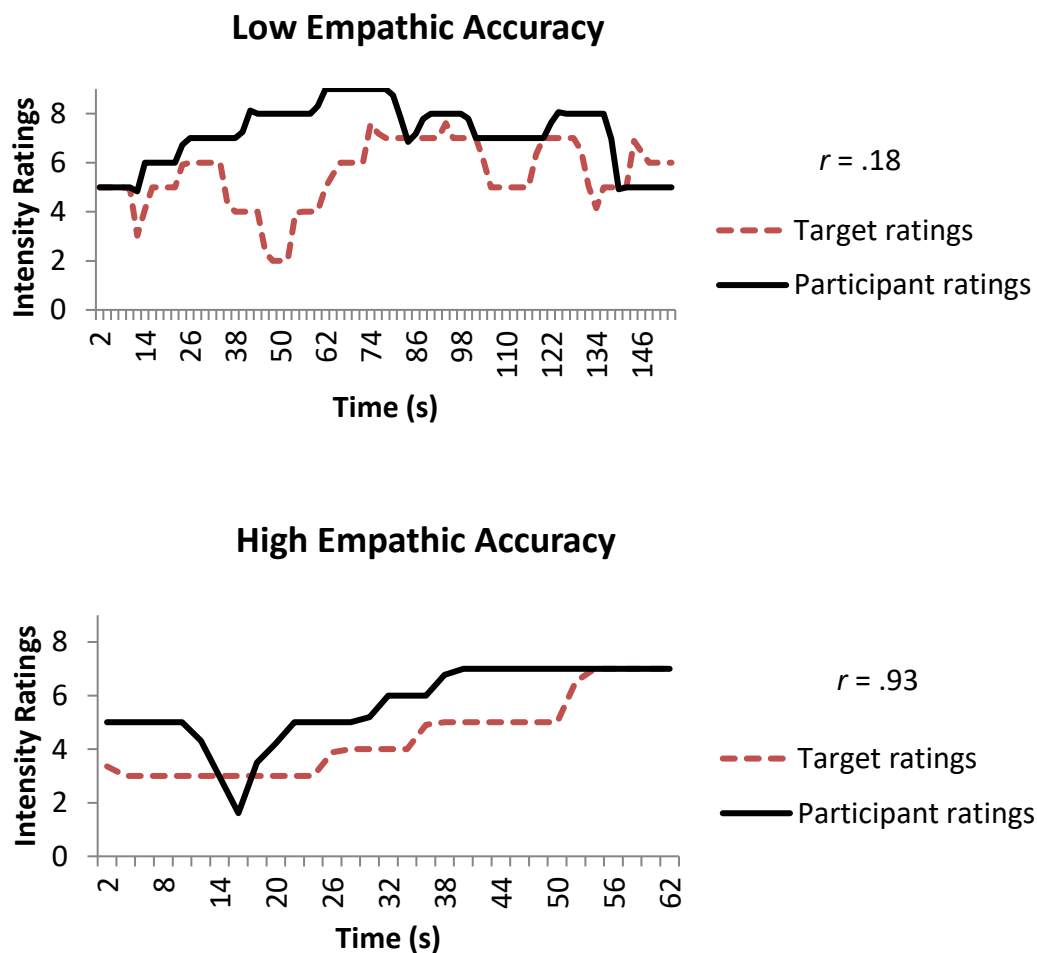 Low Empathic Accuracy
Intensity Ratings
8
6
4
2
0
2 14 26 38 50 62 74 86 98 110 122 134 146
Time (s)
r = .18
Target ratings
Participant ratings
High Empathic Accuracy
Intensity Ratings
8
6
4
2
0
2 8 14 20 26 32 38 44 50 56 62
Time (s)
r = .93
Target ratings
Participant ratings